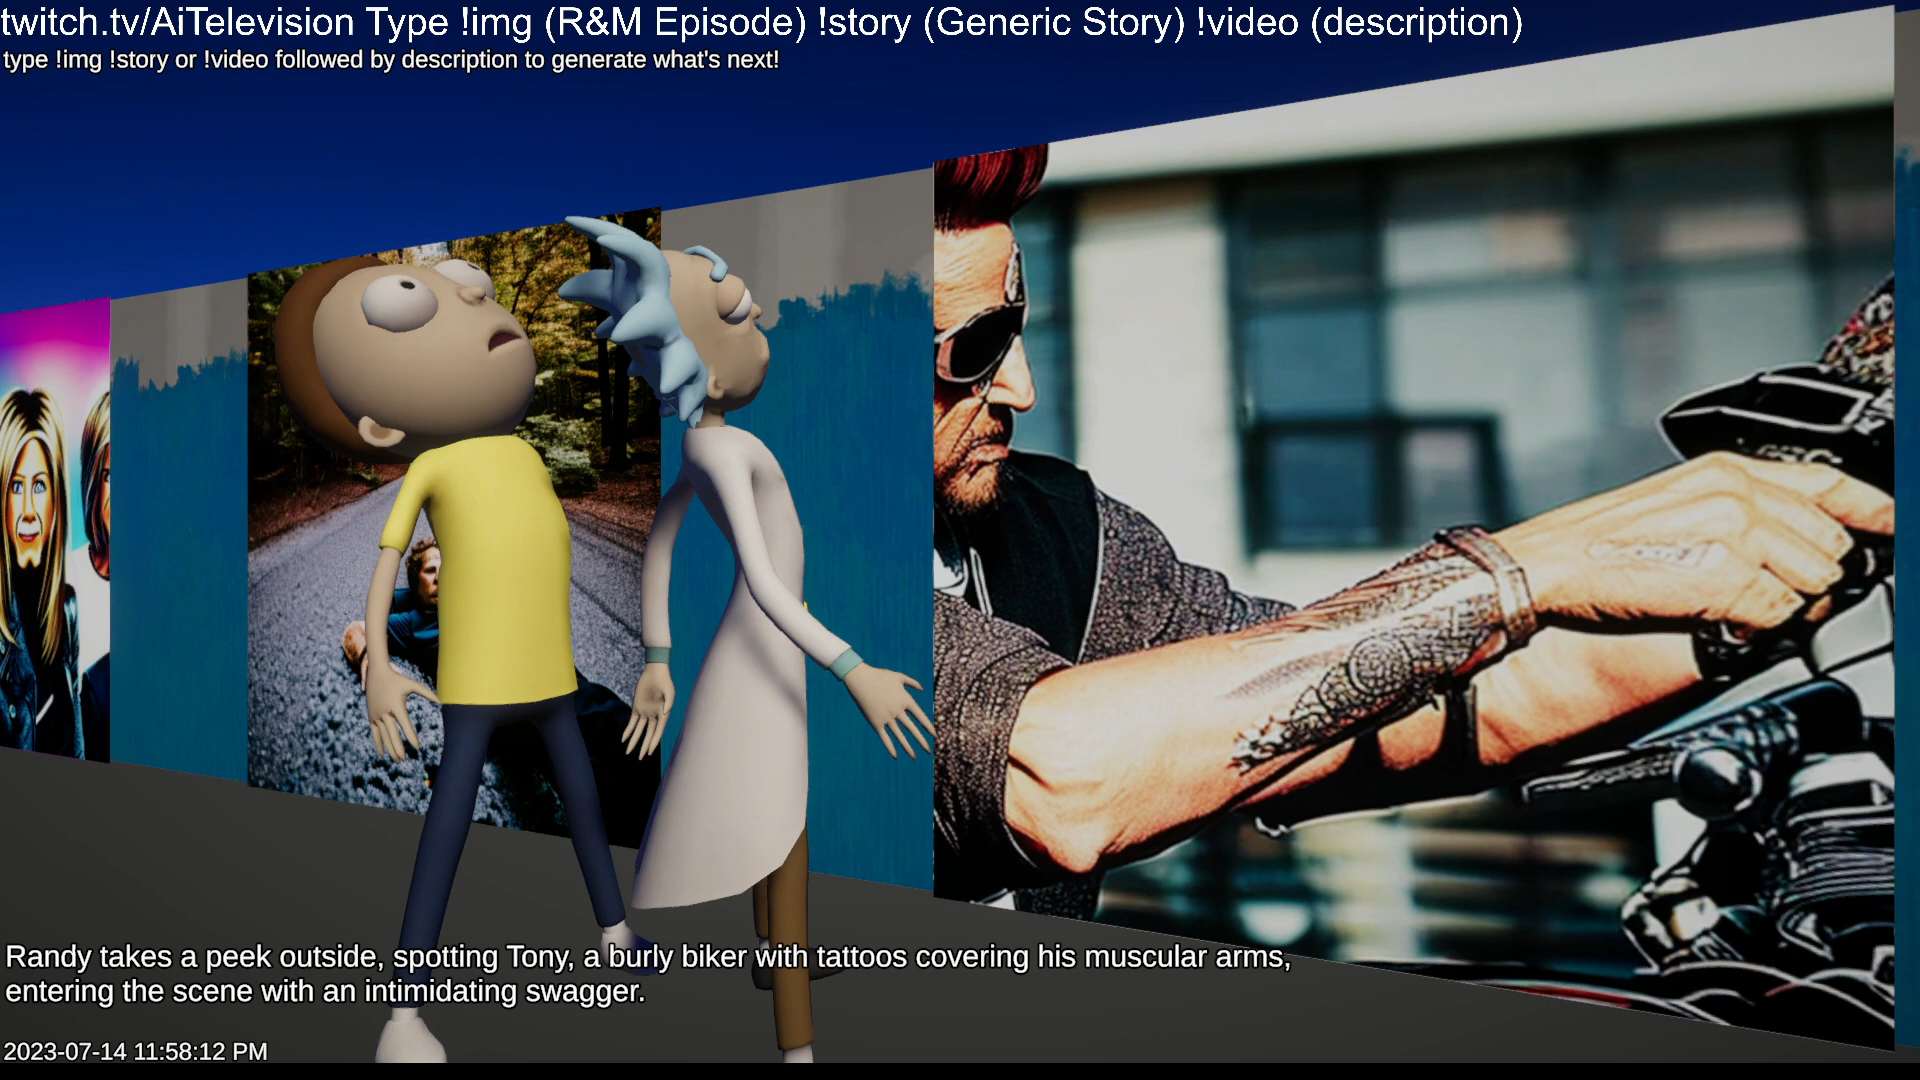 twitch.tv/AiTelevision Type !img (R&M Episode) !story (Generic Story) !video (description)
type !img !story or !video followed by description to generate what's next!
Randy takes a peek outside, spotting Tony, a burly biker with tattoos covering his muscular arms,
entering the scene with an intimidating swagger.
2023-07-14 11:58:12 PM